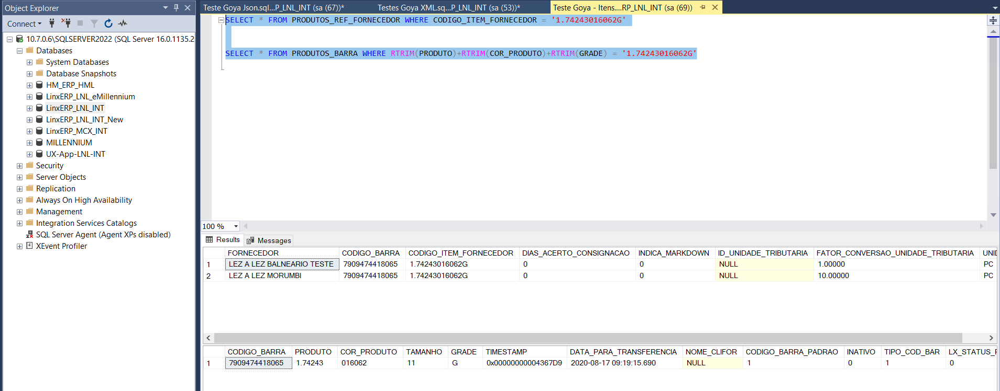 Object Explorer
Connect
10.7.0.6\SQLSERVER2022 (SQL Server 16.0.1135.2
Databases
System Databases
Database Snapshots
HM_ERP_HML
LinxERP_LNL_eMillennium
LinxERP_LNL_INT
LinxERP_LNL_INT_New
LinxERP_MCX_INT
MILLENNIUM
UX-App-LNL-INT
Security
Server Objects
Replication
Always On High Availability
Management
Integration Services Catalogs
SQL Server Agent (Agent XPs disabled)
XEvent Profiler
Teste Goya Json.sql...P_LNL_INT (sa (67))* Testes Goya XML.sq...P_LNL_INT (sa (53))* Teste Goya - Itens....RP_LNL_INT (sa (69))
SELECT * FROM PRODUTOS_REF_FORNECEDOR WHERE CODIGO_ITEM_FORNECEDOR = '1.74243016062G'
SELECT * FROM PRODUTOS_BARRA WHERE RTRIM(PRODUTO)+RTRIM(COR_PRODUTO)+RTRIM(GRADE) = '1.74243016062G'
100 %
Results Messages
FORNECEDOR CODIGO_BARRA CODIGO_ITEM_FORNECEDOR DIAS_ACERTO_CONSIGNACAO INDICA_MARKDOWN ID_UNIDADE_TRIBUTARIA FATOR_CONVERSAO_UNIDADE_TRIBUTARIA UNID
1 LEZ A LEZ BALNEARIO TESTE 7909474418065 1.74243016062G 0 0 NULL 1.00000 PC
2 LEZ A LEZ MORUMBI 7909474418065 1.74243016062G 0 0 NULL 10.00000 PC
CODIGO_BARRA PRODUTO COR_PRODUTO TAMANHO GRADE TIMESTAMP DATA_PARA_TRANSFERENCIA NOME_CLIFOR CODIGO_BARRA_PADRAO INATIVO TIPO_COD_BAR LX_STATUS_F
1 7909474418065 1.74243 016062 11 G 0x00000000004367D9 2020-08-17 09:19:15.690 NULL 1 0 1 0